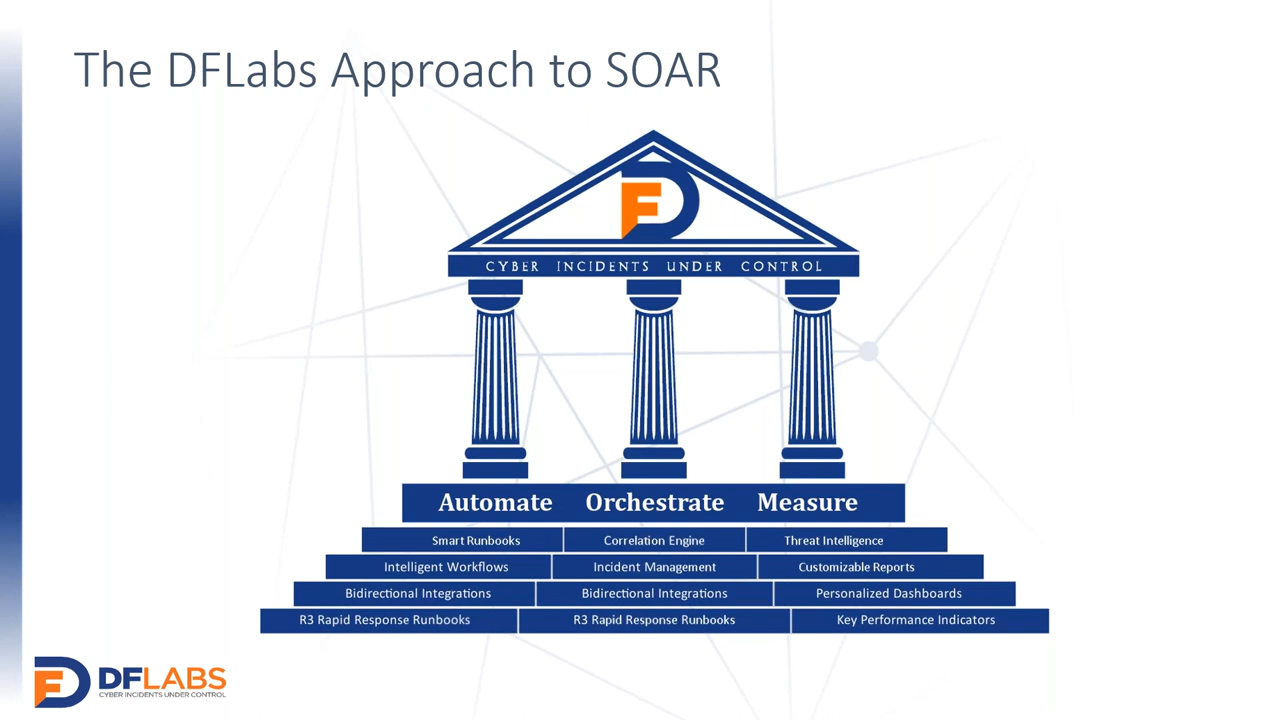 The DFLabs Approach to SOAR
CYBER INCIDENTS UNDER CONTROL
Automate Orchestrate Measure
Smart Runbooks Correlation Engine Threat Intelligence
Intelligent Workflows Incident Management Customizable Reports
Bidirectional Integrations Bidirectional Integrations Personalized Dashboards
R3 Rapid Response Runbooks R3 Rapid Response Runbooks Key Performance Indicators
DFLABS
CYBER INCIDENTS UNDER CONTROL